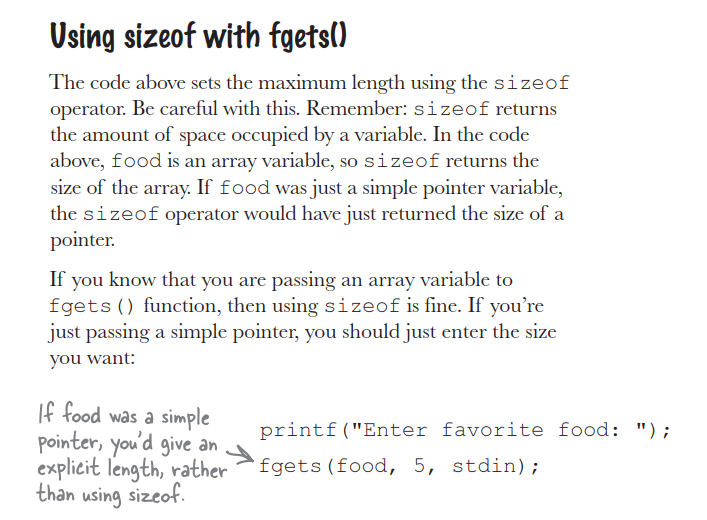 Using sizeof with fgets()
The code above sets the maximum length using the sizeof
operator. Be careful with this. Remember: sizeof returns
the amount of space occupied by a variable. In the code
above, food is an array variable, so sizeof returns the
size of the array. If food was just a simple pointer variable,
the sizeof operator would have just returned the size of a
pointer.
If you know that you are passing an array variable to
fgets() function, then using sizeof is fine. If you’re
just passing a simple pointer, you should just enter the size
you want:
If food was a simple
pointer, you'd give an
explicit length, rather
than using sizeof.
printf("Enter favorite food: ");
fgets(food, 5, stdin);